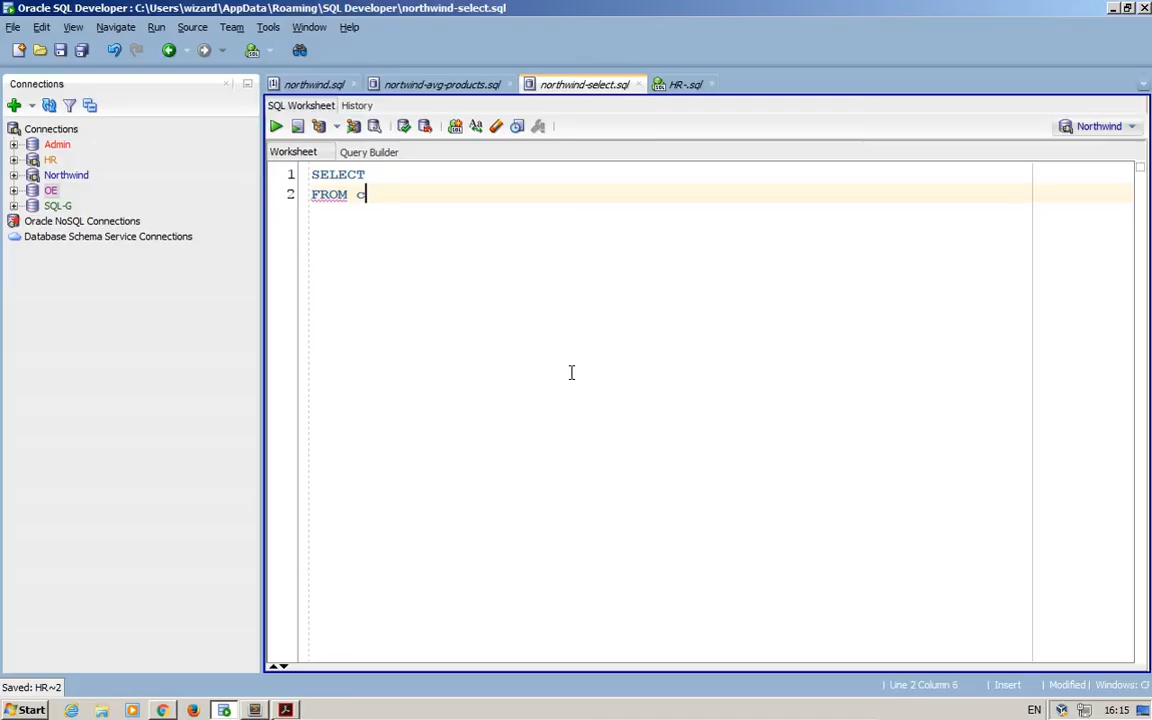 Oracle SQL Developer : C:\Users\wizard\AppData\Roaming\SQL Developer\northwind-select.sql
File Edit View Navigate Run Source Team Tools Window Help
Connections
northwind.sql nortwind-avg-products.sql northwind-select.sql HR-.sql
SQL Worksheet History
Northwind
Worksheet Query Builder
Connections
Admin
HR
Northwind
OE
SQL-G
Oracle NoSQL Connections
Database Schema Service Connections
1 SELECT
2 FROM c
Saved: HR~2
Line 2 Column 6 Insert Modified Windows:
Start EN 16:15